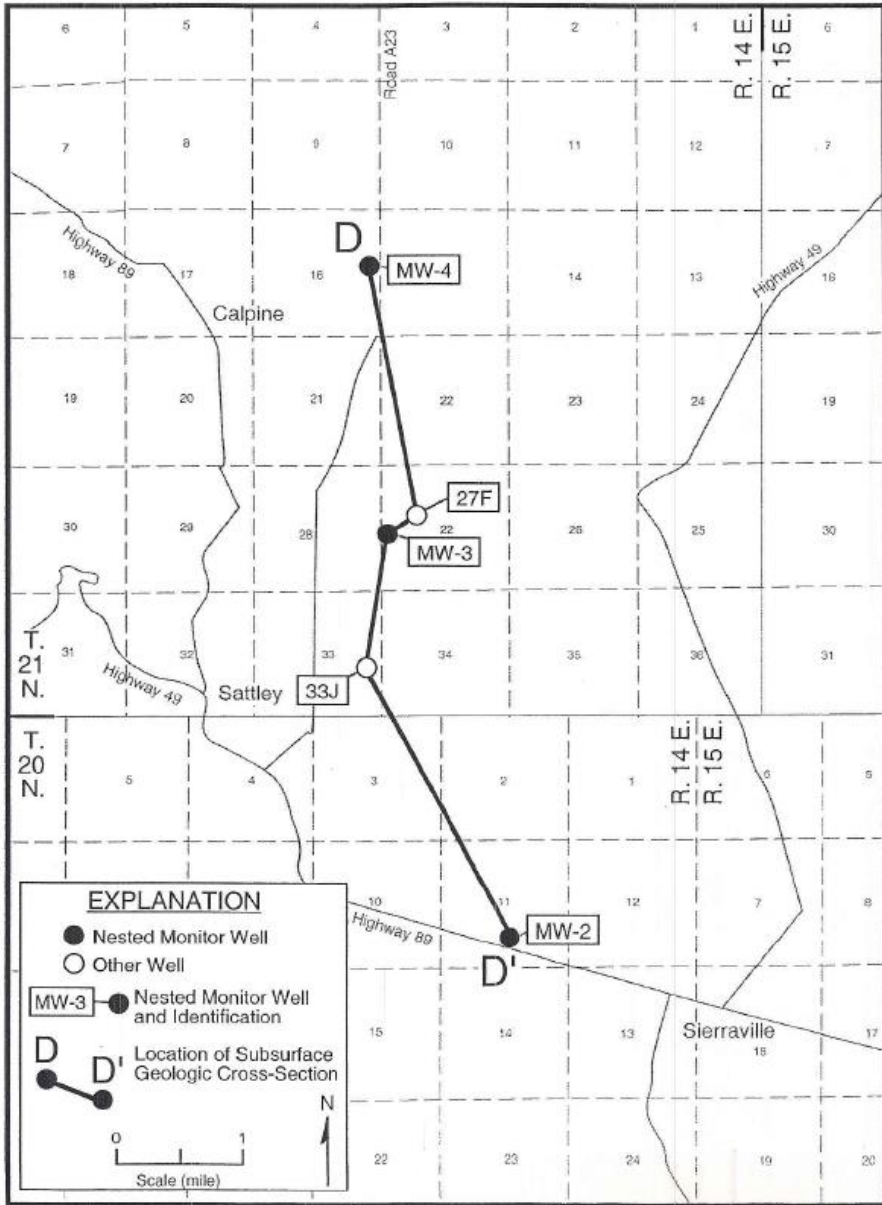 6 5 4 3 2 1 6
Road A23
R. 14 E.
R. 15 E.
7 8 9 10 11 12 7
Highway 89
18 17 16 14 13 18
D
MW-4
Highway 49
Calpine
19 20 21 22 23 24 19
27F
30 29 28 22 26 25 30
MW-3
T.
21
N.
31 32 33 34 35 36 31
Highway 49
Sattley
33J
T.
20
N.
R. 14 E.
R. 15 E.
5 4 3 2 1 6 5
10 11 12 7 8
Highway 89
MW-2
D'
15 14 13 18 17
Sierraville
22 23 24 19 20
EXPLANATION
Nested Monitor Well
Other Well
MW-3
Nested Monitor Well
and Identification
D
D'
Location of Subsurface
Geologic Cross-Section
N
0 1
Scale (mile)